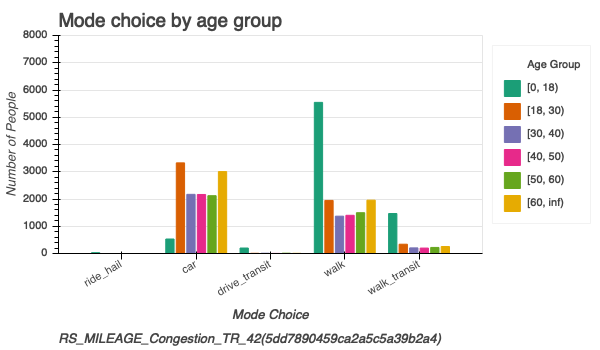 Mode choice by age group
8000
7000
6000
5000
4000
3000
2000
1000
0
Number of People
ride_hail
car
drive_transit
walk
walk_transit
Mode Choice
Age Group
[0, 18)
[18, 30)
[30, 40)
[40, 50)
[50, 60)
[60, inf)
RS_MILEAGE_Congestion_TR_42(5dd7890459ca2a5c5a39b2a4)